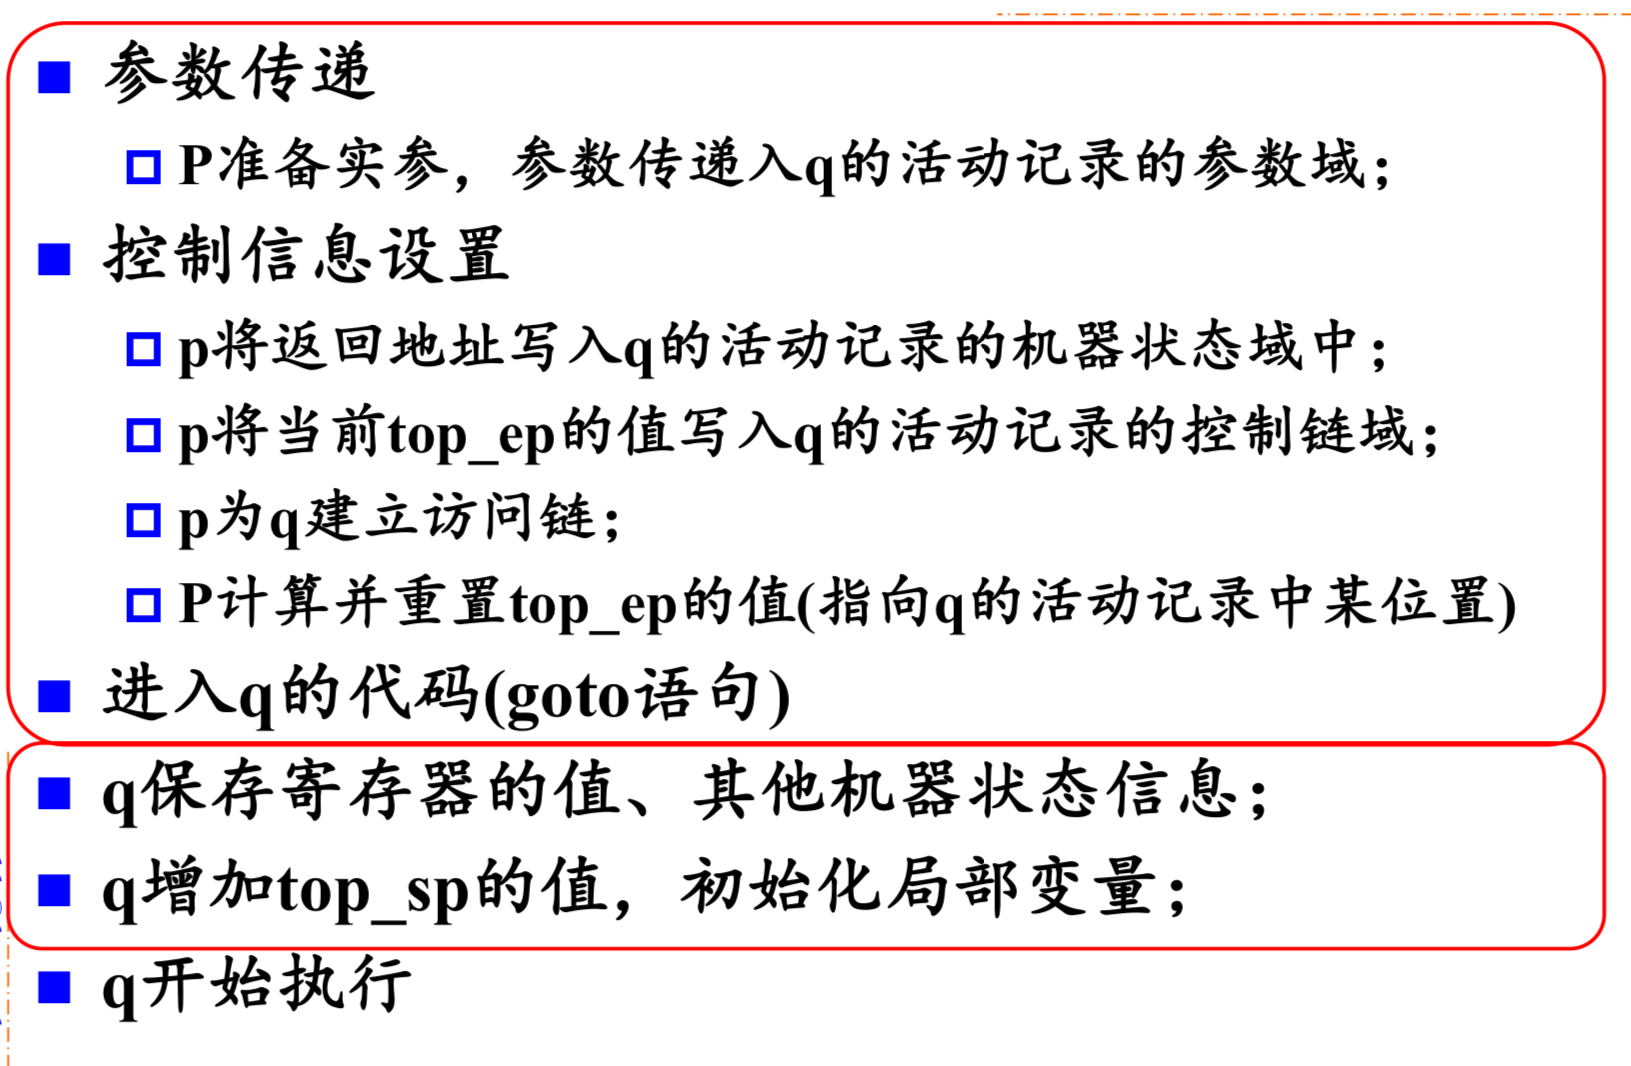 参数传递
P准备实参，参数传递入q的活动记录的参数域；
控制信息设置
p将返回地址写入q的活动记录的机器状态域中；
p将当前top_ep的值写入q的活动记录的控制链域；
p为q建立访问链；
P计算并重置top_ep的值(指向q的活动记录中某位置)
进入q的代码(goto语句)
q保存寄存器的值、其他机器状态信息；
q增加top_sp的值，初始化局部变量；
q开始执行